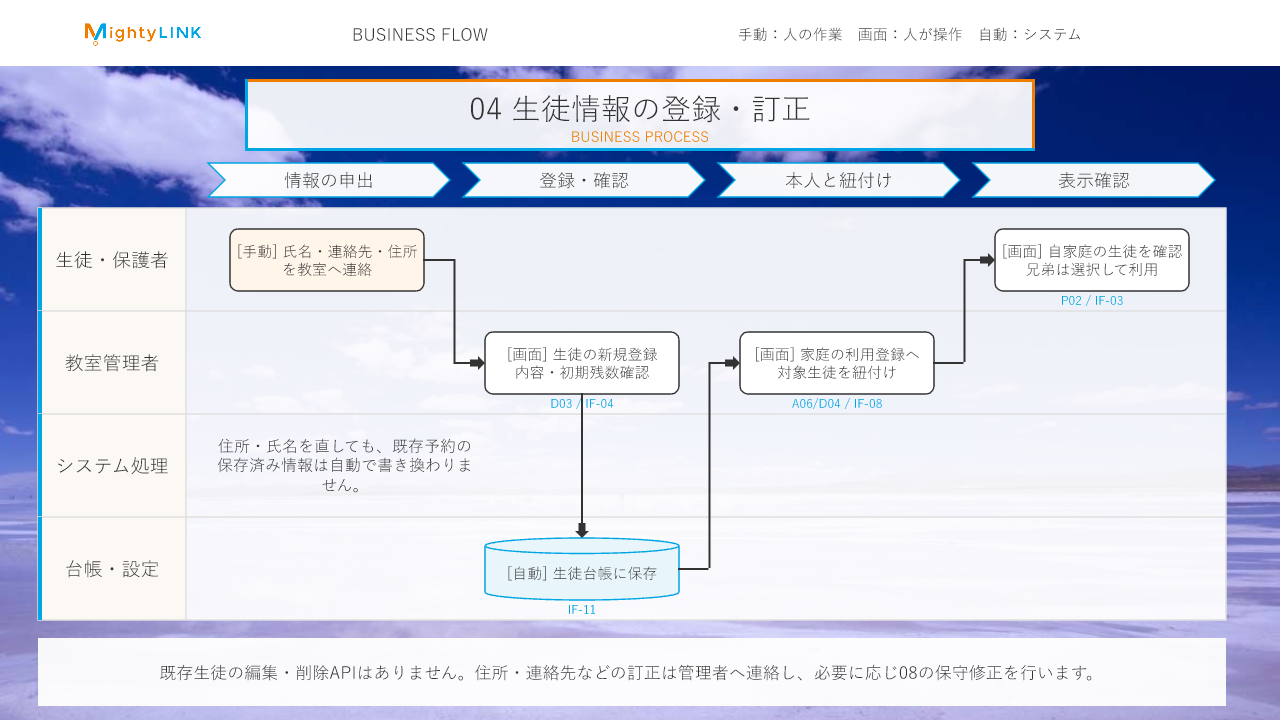 MightyLINK
BUSINESS FLOW
手動：人の作業　画面：人が操作　自動：システム
04 生徒情報の登録・訂正
BUSINESS PROCESS
情報の申出
登録・確認
本人と紐付け
表示確認
生徒・保護者
[手動] 氏名・連絡先・住所
を教室へ連絡
[画面] 自家庭の生徒を確認
兄弟は選択して利用
P02 / IF-03
教室管理者
[画面] 生徒の新規登録
内容・初期残数確認
D03 / IF-04
[画面] 家庭の利用登録へ
対象生徒を紐付け
A06/D04 / IF-08
システム処理
住所・氏名を直しても、既存予約の
保存済み情報は自動で書き換わりま
せん。
台帳・設定
[自動] 生徒台帳に保存
IF-11
既存生徒の編集・削除APIはありません。住所・連絡先などの訂正は管理者へ連絡し、必要に応じ08の保守修正を行います。